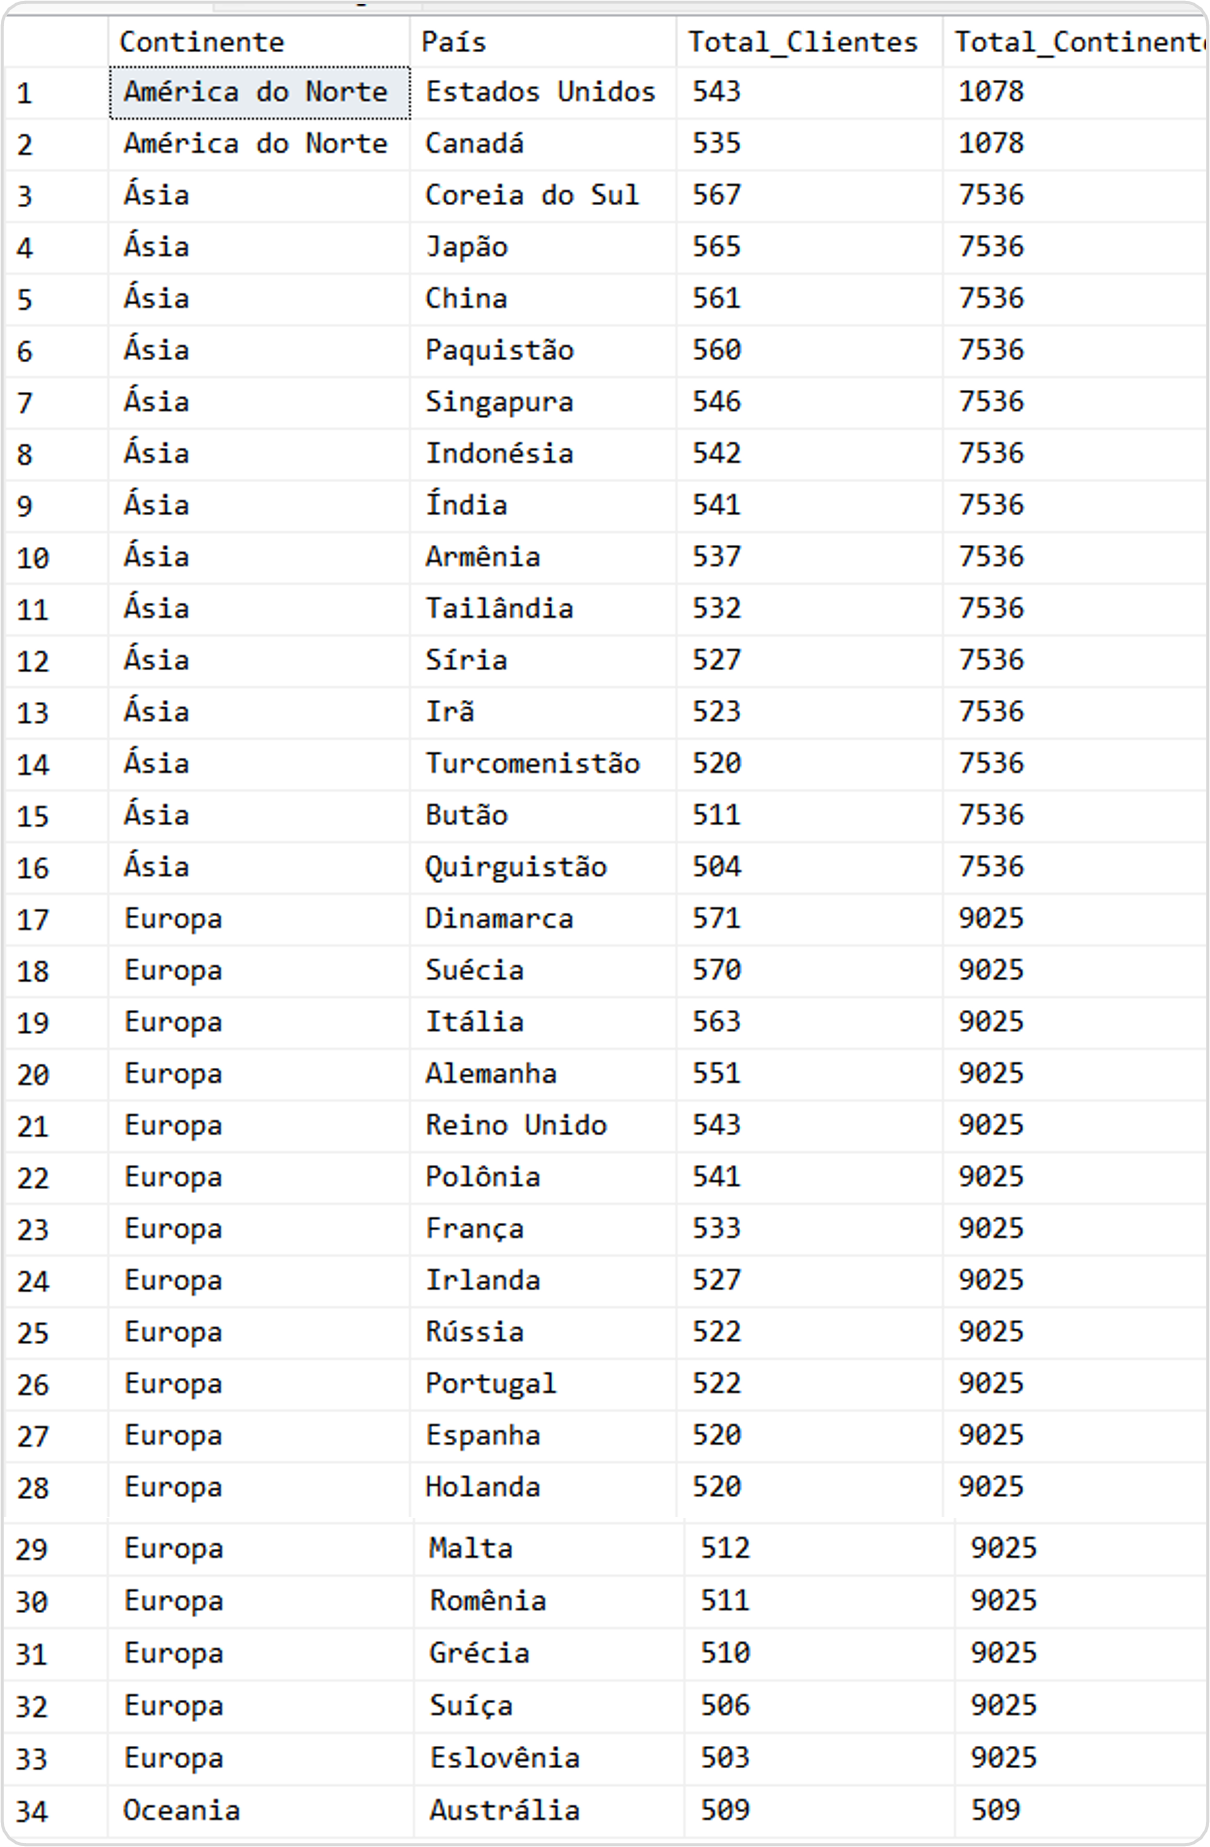 Continente País Total_Clientes Total_Continente
1 América do Norte Estados Unidos 543 1078
2 América do Norte Canadá 535 1078
3 Ásia Coreia do Sul 567 7536
4 Ásia Japão 565 7536
5 Ásia China 561 7536
6 Ásia Paquistão 560 7536
7 Ásia Singapura 546 7536
8 Ásia Indonésia 542 7536
9 Ásia Índia 541 7536
10 Ásia Armênia 537 7536
11 Ásia Tailândia 532 7536
12 Ásia Síria 527 7536
13 Ásia Irã 523 7536
14 Ásia Turcomenistão 520 7536
15 Ásia Butão 511 7536
16 Ásia Quirguistão 504 7536
17 Europa Dinamarca 571 9025
18 Europa Suécia 570 9025
19 Europa Itália 563 9025
20 Europa Alemanha 551 9025
21 Europa Reino Unido 543 9025
22 Europa Polônia 541 9025
23 Europa França 533 9025
24 Europa Irlanda 527 9025
25 Europa Rússia 522 9025
26 Europa Portugal 522 9025
27 Europa Espanha 520 9025
28 Europa Holanda 520 9025
29 Europa Malta 512 9025
30 Europa Romênia 511 9025
31 Europa Grécia 510 9025
32 Europa Suíça 506 9025
33 Europa Eslovênia 503 9025
34 Oceania Austrália 509 509